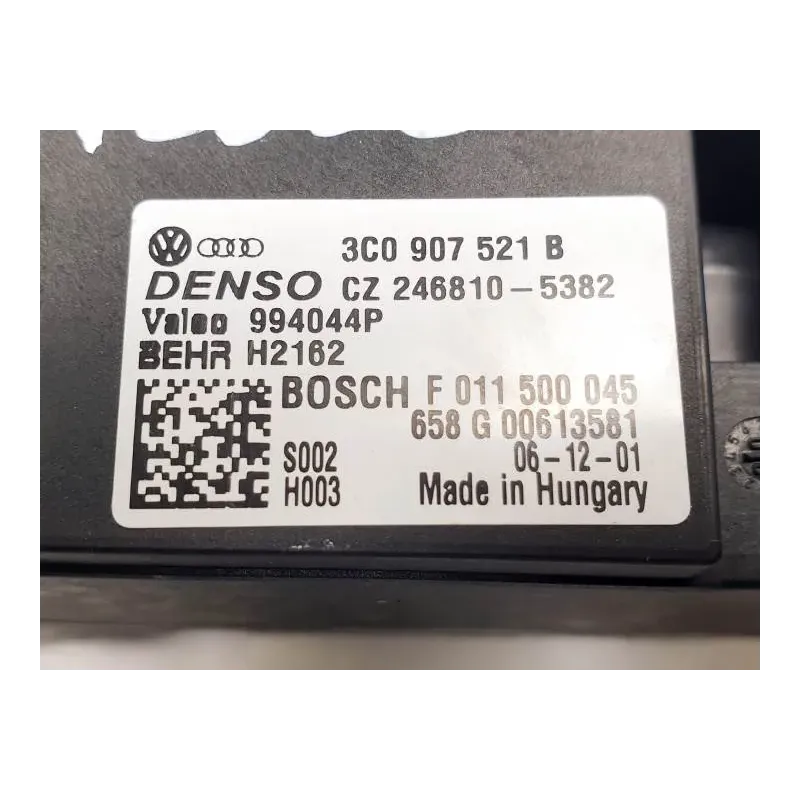 3C0 907 521 B
DENSO CZ 246810-5382
Valeo 994044P
BEHR H2162
BOSCH F 011 500 045
658 G 00613581
S002 06-12-01
H003 Made in Hungary